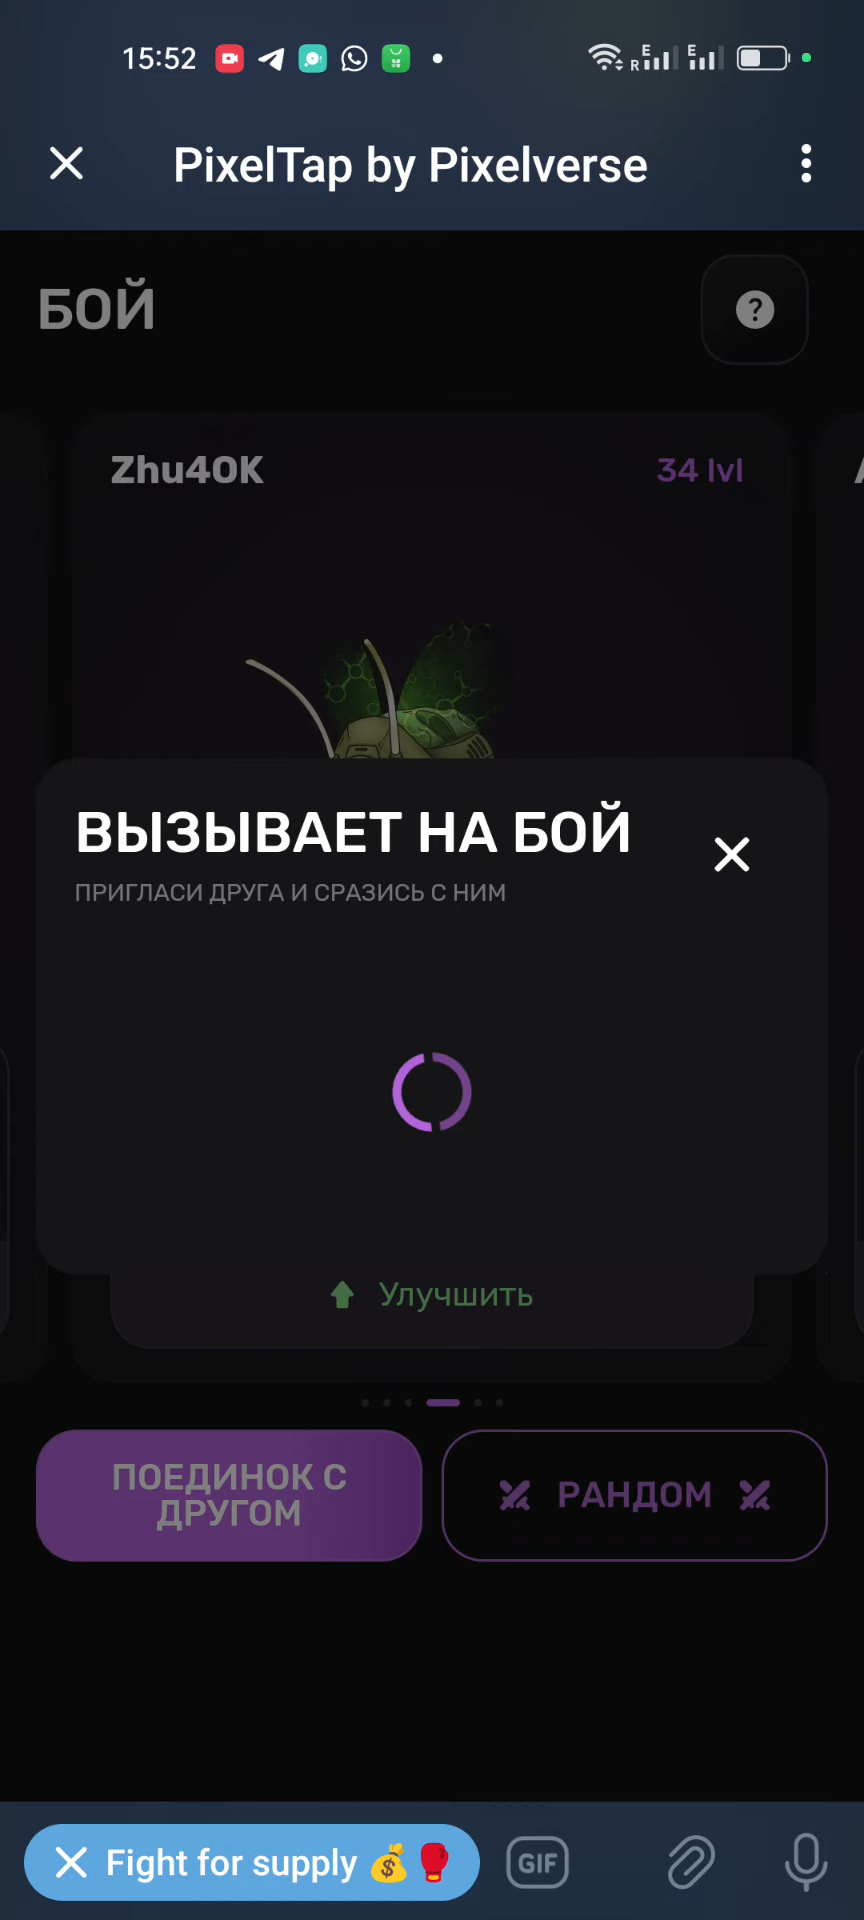 15:52
PixelTap by Pixelverse
БОЙ
Zhu40K
34 lvl
ВЫЗЫВАЕТ НА БОЙ
ПРИГЛАСИ ДРУГА И СРАЗИСЬ С НИМ
Улучшить
ПОЕДИНОК С
ДРУГОМ
РАНДОМ
Fight for supply 💰🥊
GIF